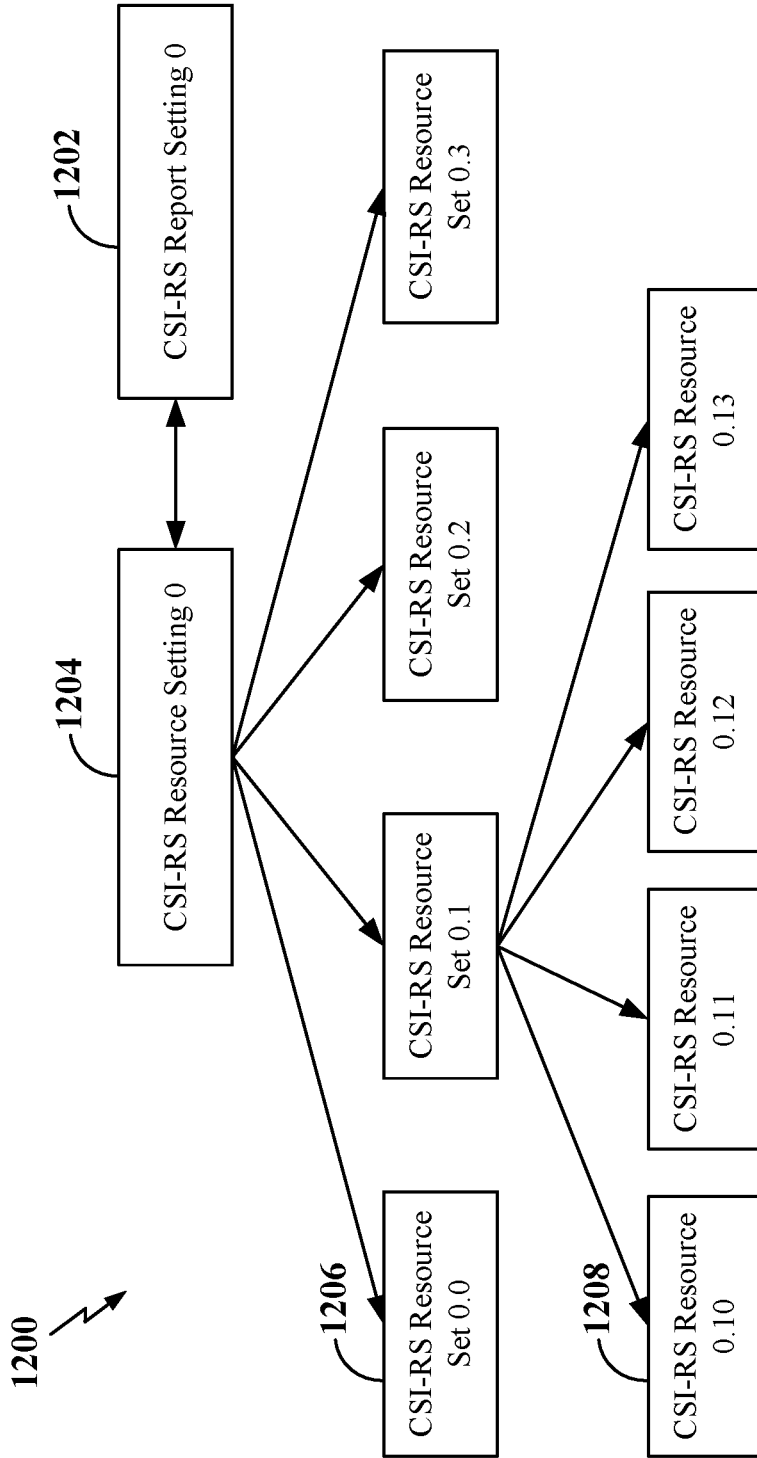 1200
1204
1202
CSI-RS Resource Setting 0
CSI-RS Report Setting 0
1206
CSI-RS Resource
Set 0.0
CSI-RS Resource
Set 0.1
CSI-RS Resource
Set 0.2
CSI-RS Resource
Set 0.3
1208
CSI-RS Resource
0.10
CSI-RS Resource
0.11
CSI-RS Resource
0.12
CSI-RS Resource
0.13